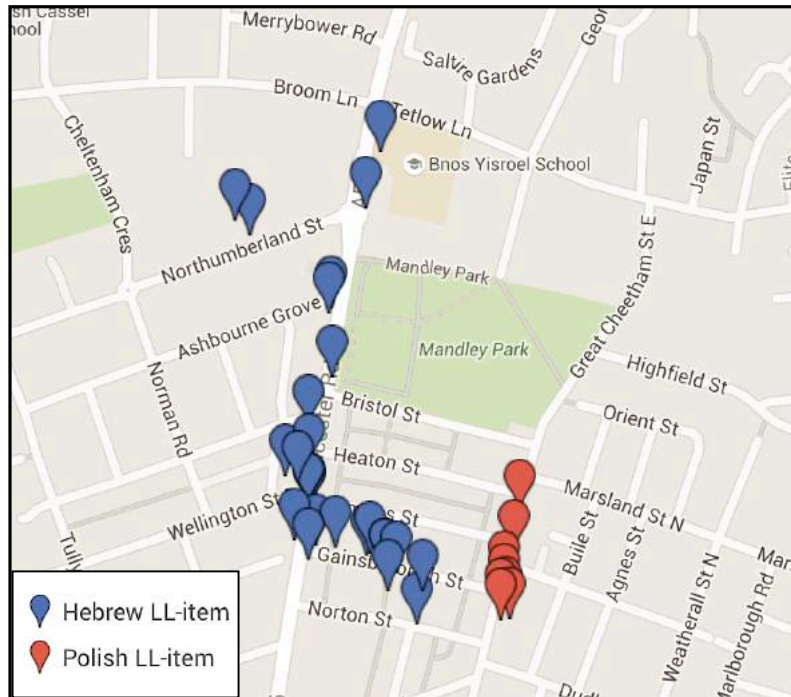 sh Cassel
hool
Merrybower Rd
Geor
Salvire Gardens
Broom Ln
Tetlow Ln
Japan St
Cheltenham Cres
Bnos Yisroel School
Northumberland St
Mandley Park
Great Cheetham St E
Ashbourne Grove
Mandley Park
Highfield St
Norman Rd
Bristol St
Orient St
Heaton St
Marsland St N
Wellington St
Buile St
Agnes St
Weatherall St N
Marlborough Rd
Norton St
Hebrew LL-item
Polish LL-item